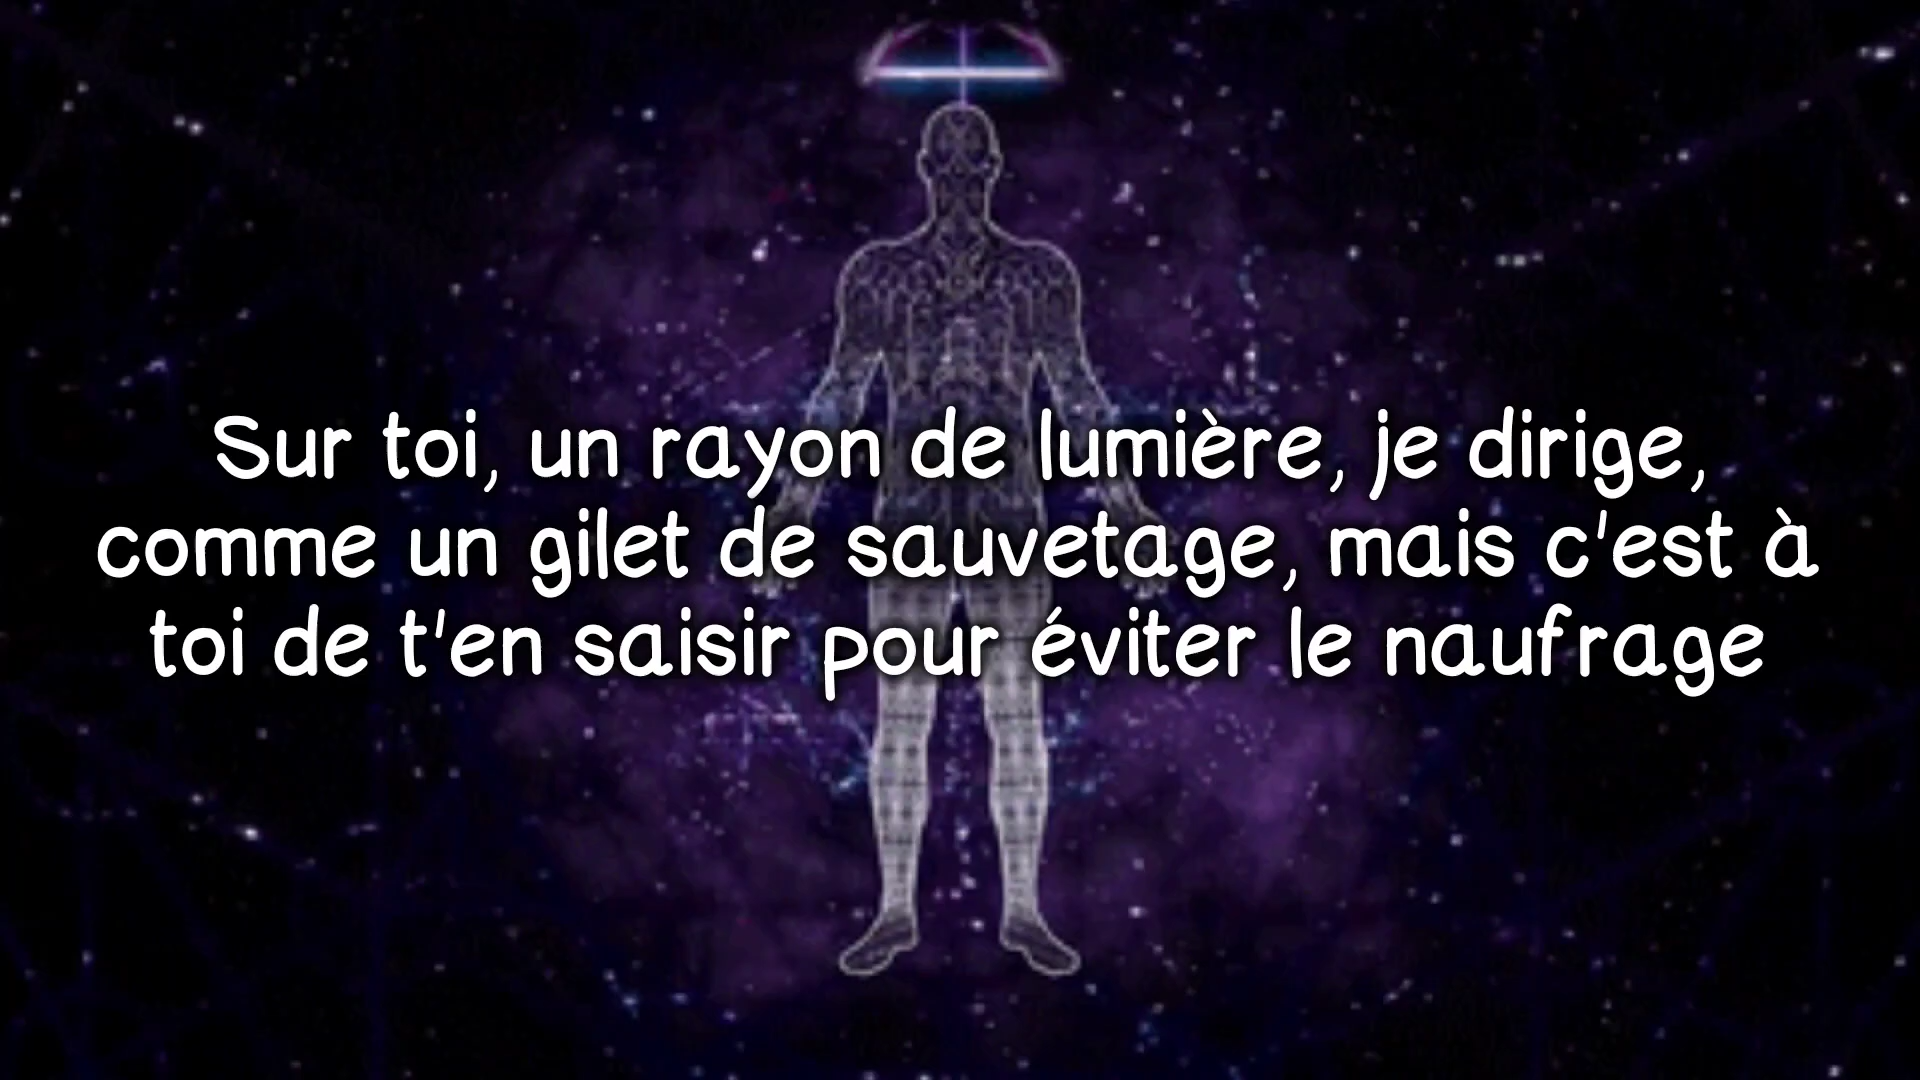 Sur toi, un rayon de lumière, je dirige,
comme un gilet de sauvetage, mais c'est à
toi de t'en saisir pour éviter le naufrage